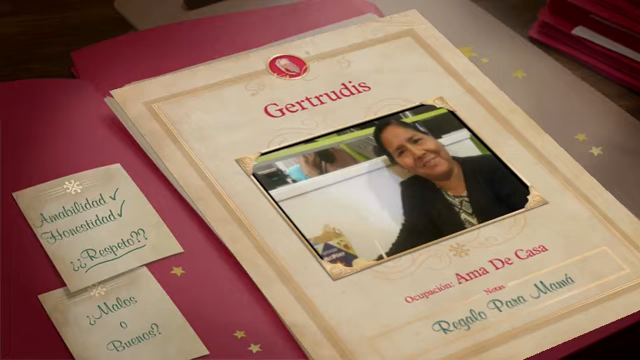 Gertrudis
Amabilidad ✓
Honestidad ✓
¿¿Respeto??
¿Malos
o
Buenos?
Ocupación: Ama De Casa
Notas
Regalo Para Mamá